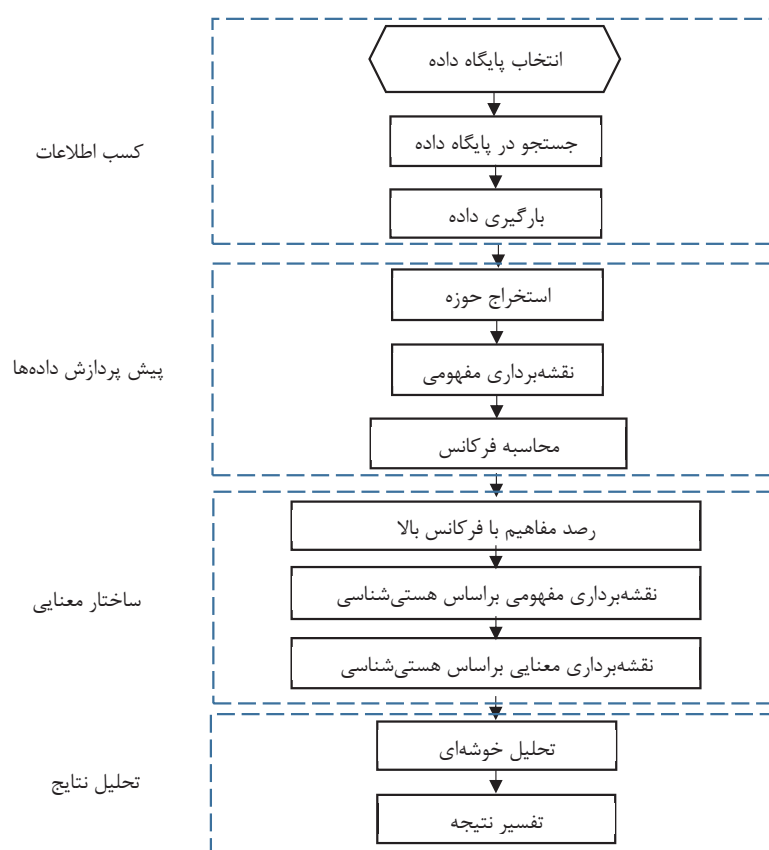 انتخاب پایگاه داده
جستجو در پایگاه داده
کسب اطلاعات
بارگیری داده
استخراج حوزه
نقشه‌برداری مفهومی
پیش پردازش داده‌ها
محاسبه فرکانس
رصد مفاهیم با فرکانس بالا
نقشه‌برداری مفهومی براساس هستی‌شناسی
ساختار معنایی
نقشه‌برداری معنایی براساس هستی‌شناسی
تحلیل خوشه‌ای
تحلیل نتایج
تفسیر نتیجه